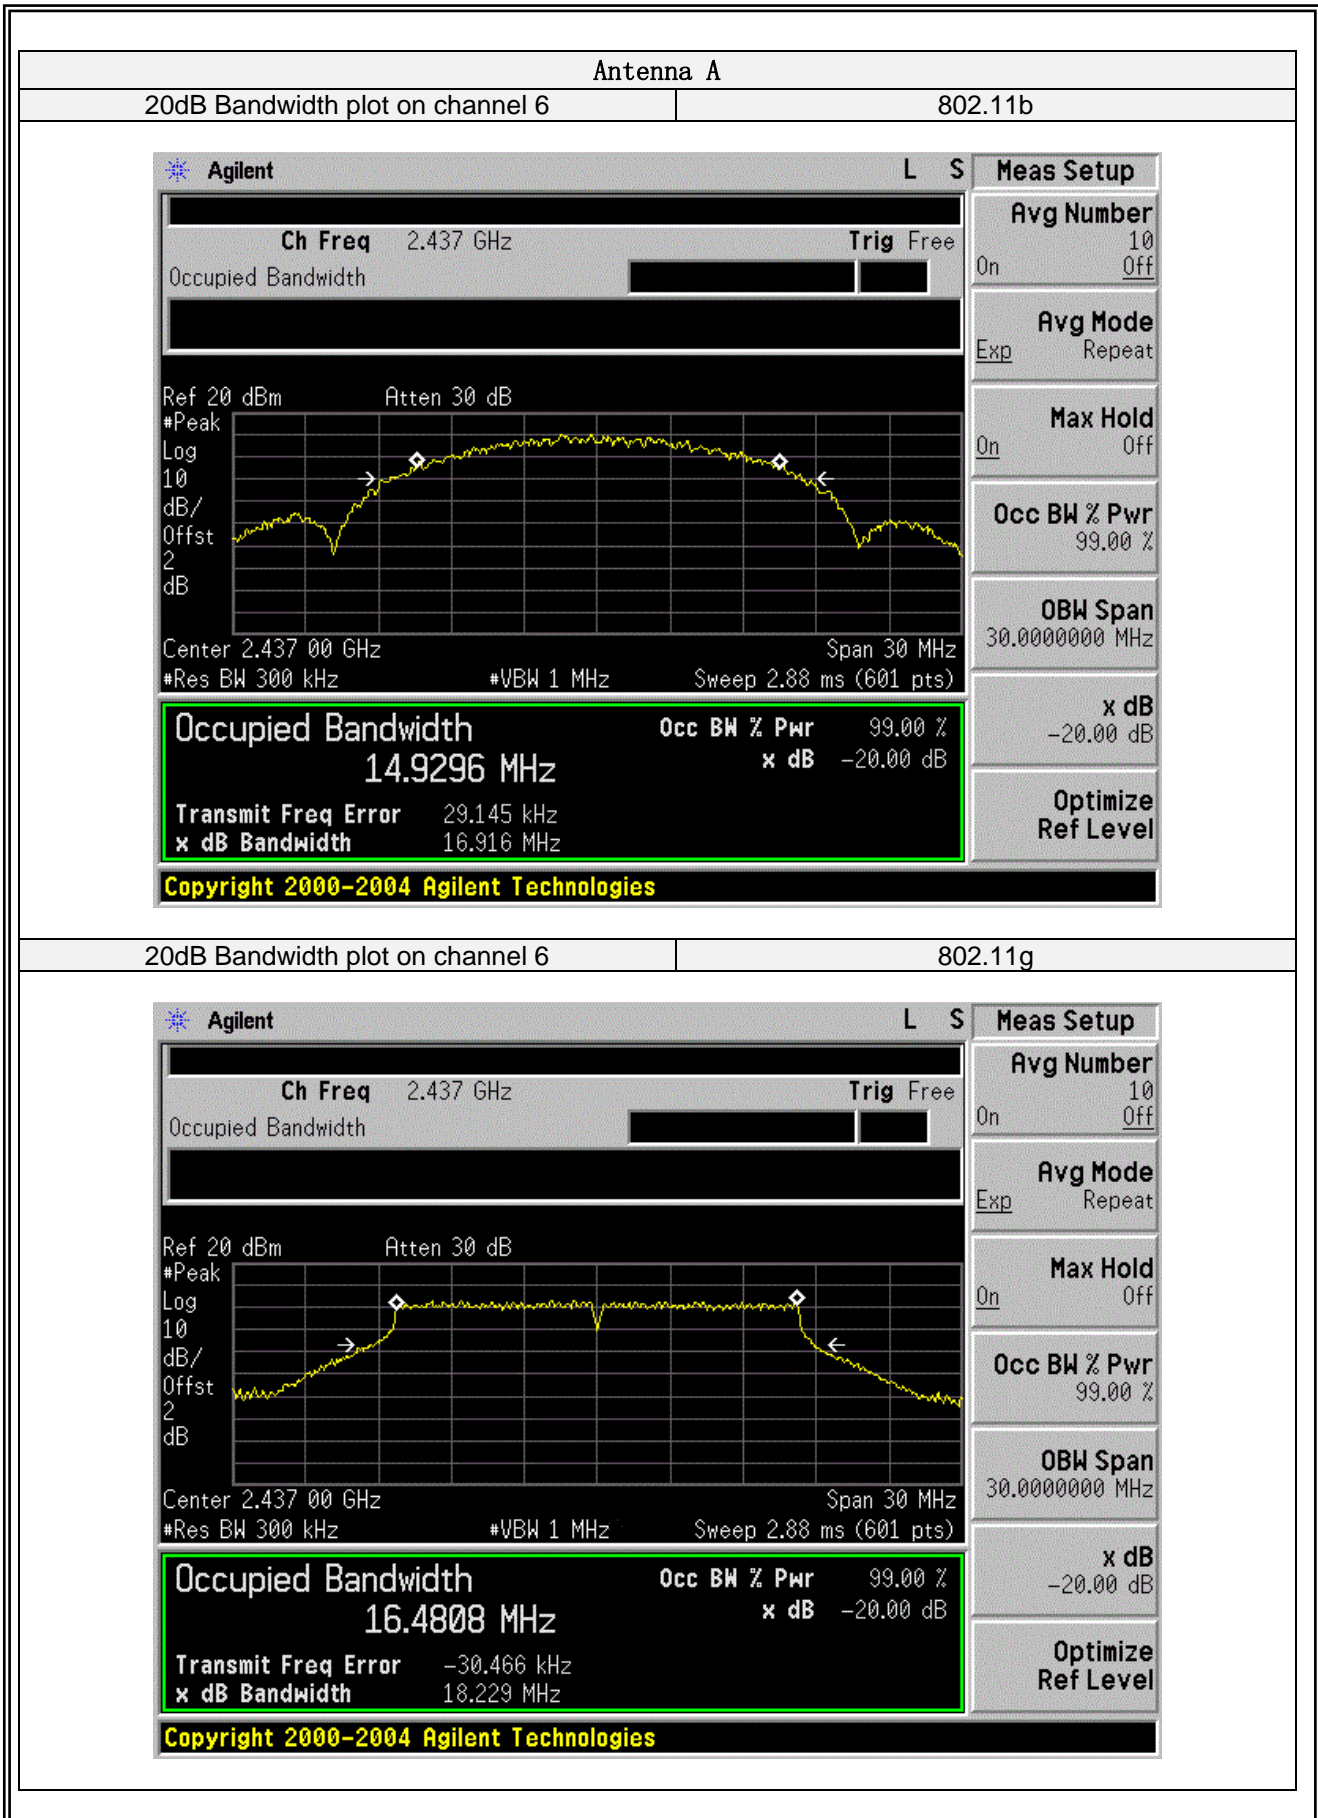 Antenna A
20dB Bandwidth plot on channel 6 802.11b
Agilent L S
Ch Freq 2.437 GHz Trig Free
Occupied Bandwidth
Ref 20 dBm Atten 30 dB
#Peak
Log
10
dB/
Offst
2
dB
Center 2.437 00 GHz Span 30 MHz
#Res BW 300 kHz #VBW 1 MHz Sweep 2.88 ms (601 pts)
Occupied Bandwidth Occ BW % Pwr 99.00 %
14.9296 MHz x dB -20.00 dB
Transmit Freq Error 29.145 kHz
x dB Bandwidth 16.916 MHz
Copyright 2000-2004 Agilent Technologies
Meas Setup
Avg Number
10
On Off
Avg Mode
Exp Repeat
Max Hold
On Off
Occ BW % Pwr
99.00 %
OBW Span
30.0000000 MHz
x dB
-20.00 dB
Optimize
Ref Level
20dB Bandwidth plot on channel 6 802.11g
Agilent L S
Ch Freq 2.437 GHz Trig Free
Occupied Bandwidth
Ref 20 dBm Atten 30 dB
#Peak
Log
10
dB/
Offst
2
dB
Center 2.437 00 GHz Span 30 MHz
#Res BW 300 kHz #VBW 1 MHz Sweep 2.88 ms (601 pts)
Occupied Bandwidth Occ BW % Pwr 99.00 %
16.4808 MHz x dB -20.00 dB
Transmit Freq Error -30.466 kHz
x dB Bandwidth 18.229 MHz
Copyright 2000-2004 Agilent Technologies
Meas Setup
Avg Number
10
On Off
Avg Mode
Exp Repeat
Max Hold
On Off
Occ BW % Pwr
99.00 %
OBW Span
30.0000000 MHz
x dB
-20.00 dB
Optimize
Ref Level